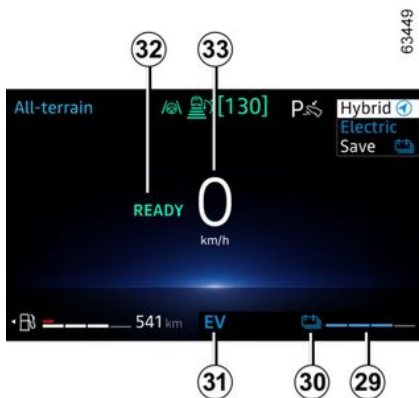 63449
32
33
All-terrain
[130]
P
Hybrid
Electric
Save
READY
0
km/h
541 km
EV
31
30
29